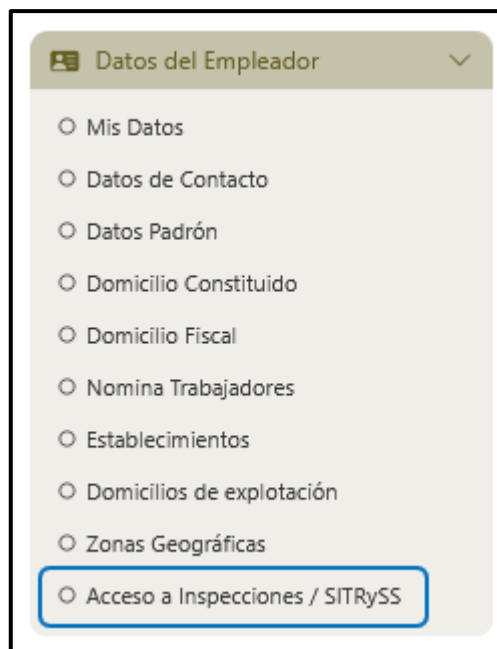 Datos del Empleador
Mis Datos
Datos de Contacto
Datos Padrón
Domicilio Constituido
Domicilio Fiscal
Nomina Trabajadores
Establecimientos
Domicilios de explotación
Zonas Geográficas
Acceso a Inspecciones / SITRySS